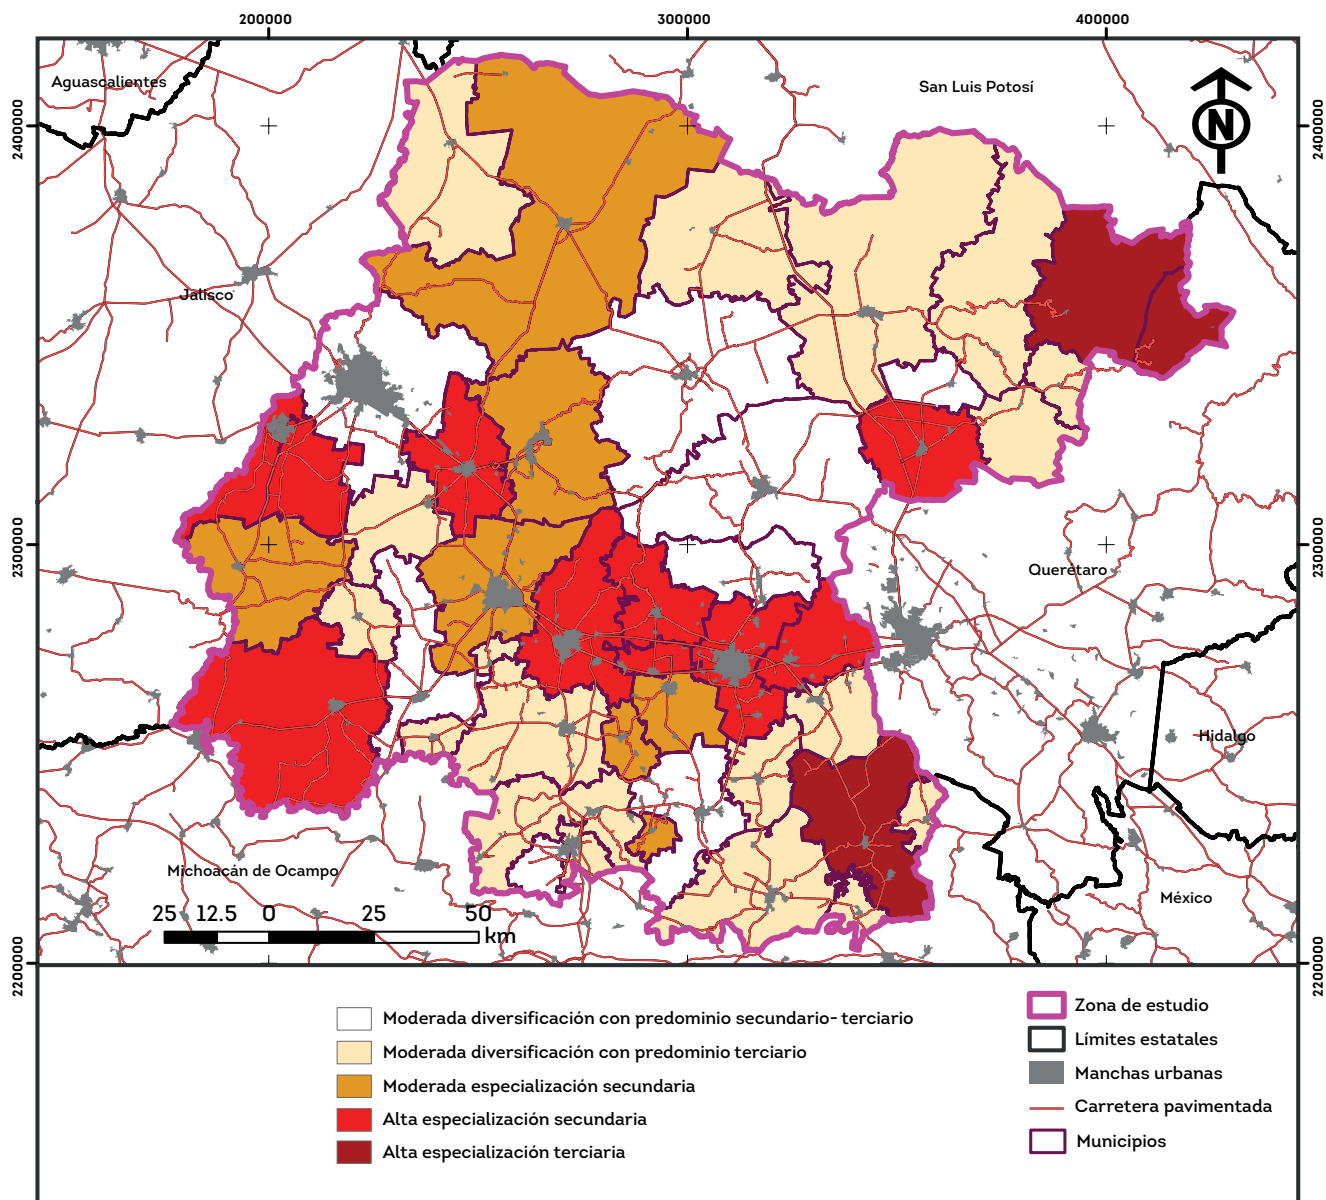 200000
300000
400000
2400000
2400000
Aguascalientes
San Luis Potosí
N
Jalisco
2300000
2300000
Querétaro
Hidalgo
Michoacán de Ocampo
México
25 12.5 0 25 50
km
2200000
2200000
Moderada diversificación con predominio secundario- terciario
Moderada diversificación con predominio terciario
Moderada especialización secundaria
Alta especialización secundaria
Alta especialización terciaria
Zona de estudio
Límites estatales
Manchas urbanas
Carretera pavimentada
Municipios